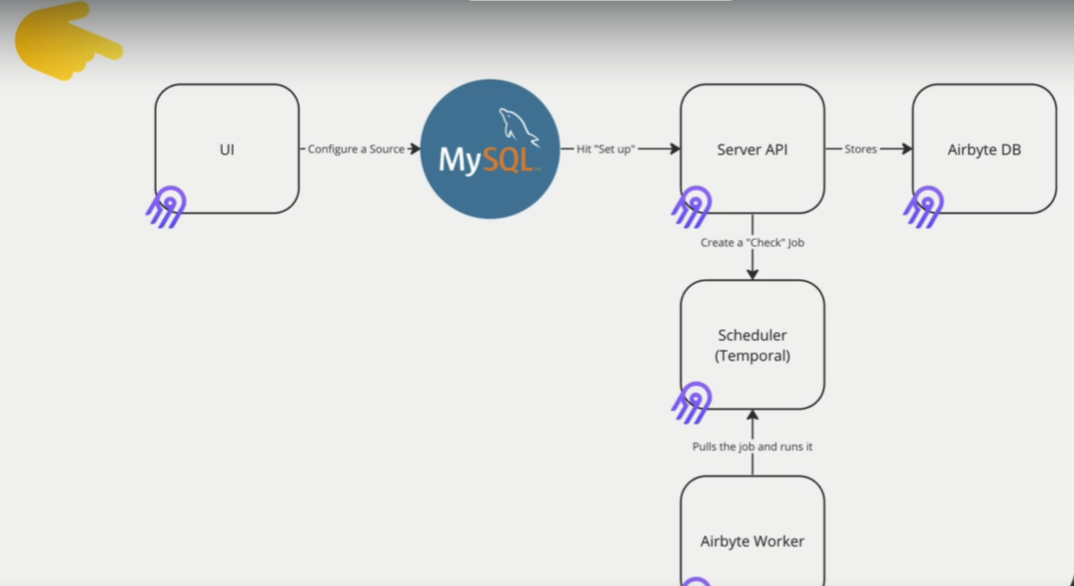 UI
Configure a Source
MySQL
Hit "Set up"
Server API
Stores
Airbyte DB
Create a "Check" Job
Scheduler
(Temporal)
Pulls the job and runs it
Airbyte Worker